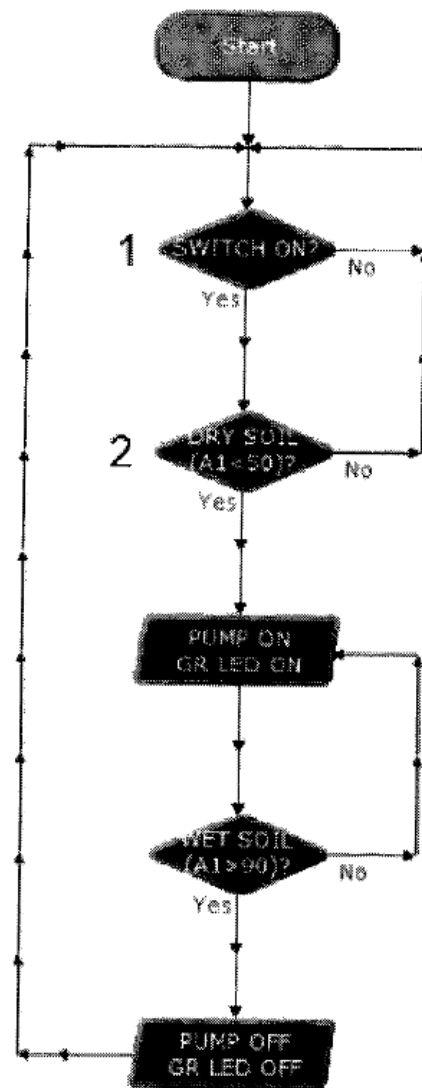 Start
1
SWITCH ON?
No
Yes
2
DRY SOIL
(A1<50)?
No
Yes
PUMP ON
GR LED ON
WET SOIL
(A1>90)?
No
Yes
PUMP OFF
GR LED OFF